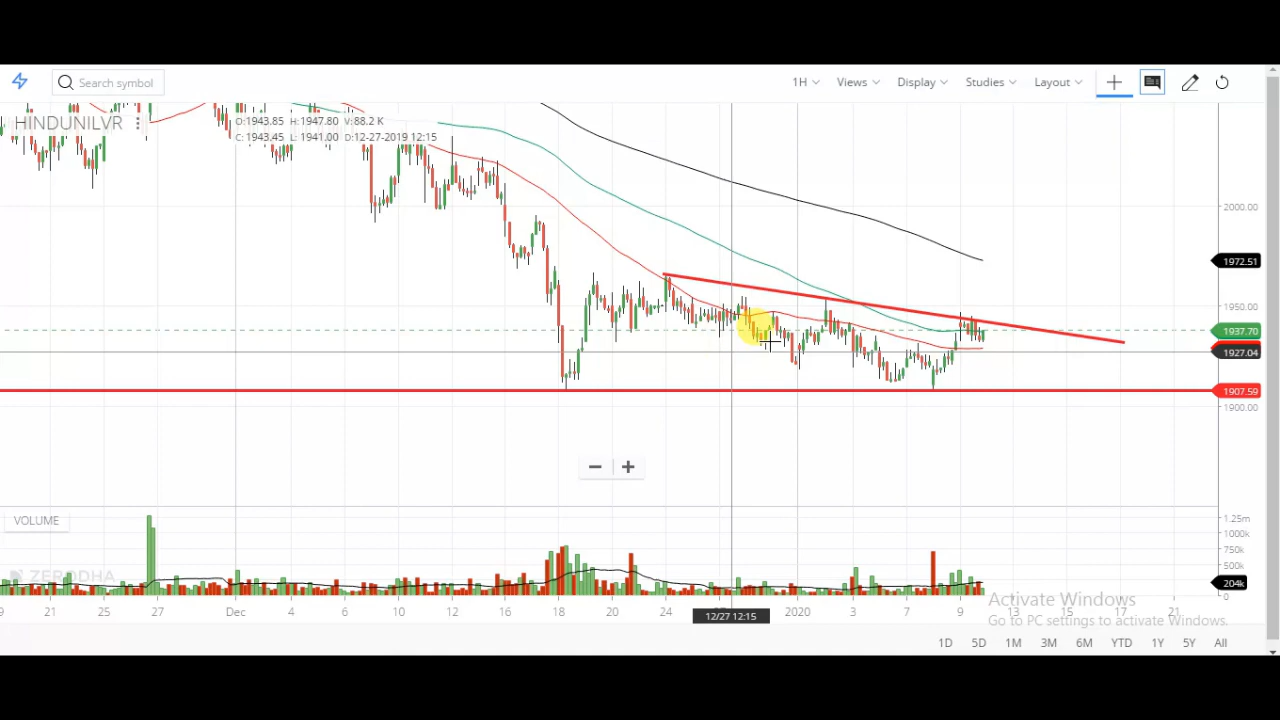 Search symbol 1H Views Display Studies Layout
HINDUNILVR O:1943.85 H:1947.80 V:88.2 K
C: 1943.45 L: 1941.00 D:12-27-2019 12:15
2000.00
1972.51
1950.00
1937.70
1927.04
1907.59
1900.00
VOLUME
1.25m
1000k
750k
500k
204k
0
ZERODHA
9 21 25 27 Dec 4 6 10 12 16 18 20 24 2020 3 7 9 13 15 17 21
12/27 12:15
Activate Windows
Go to PC settings to activate Windows.
1D 5D 1M 3M 6M YTD 1Y 5Y All